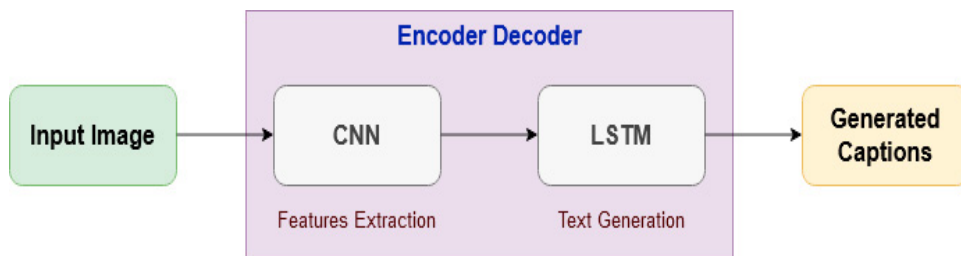 Encoder Decoder
Input Image
CNN
LSTM
Generated
Captions
Features Extraction
Text Generation